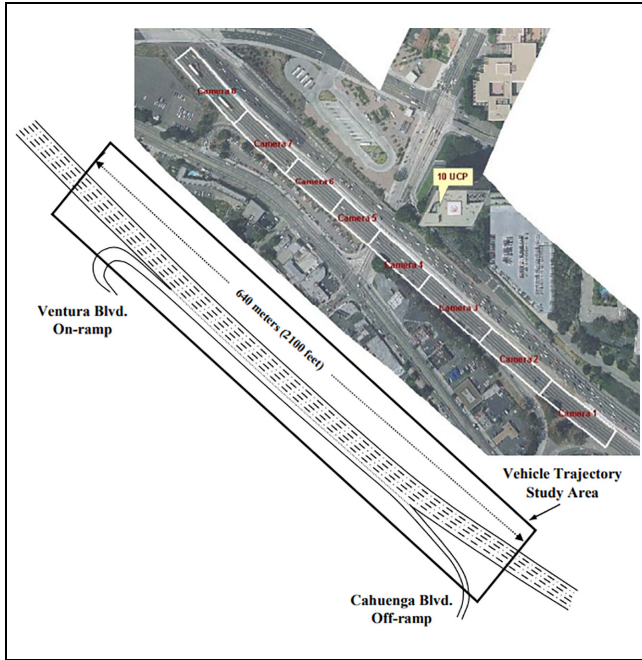 Camera 8
Camera 7
Camera 6
Camera 5
Camera 4
Camera 3
Camera 2
Camera 1
10 UCP
640 meters (2100 feet)
Ventura Blvd.
On-ramp
Vehicle Trajectory
Study Area
Cahuenga Blvd.
Off-ramp